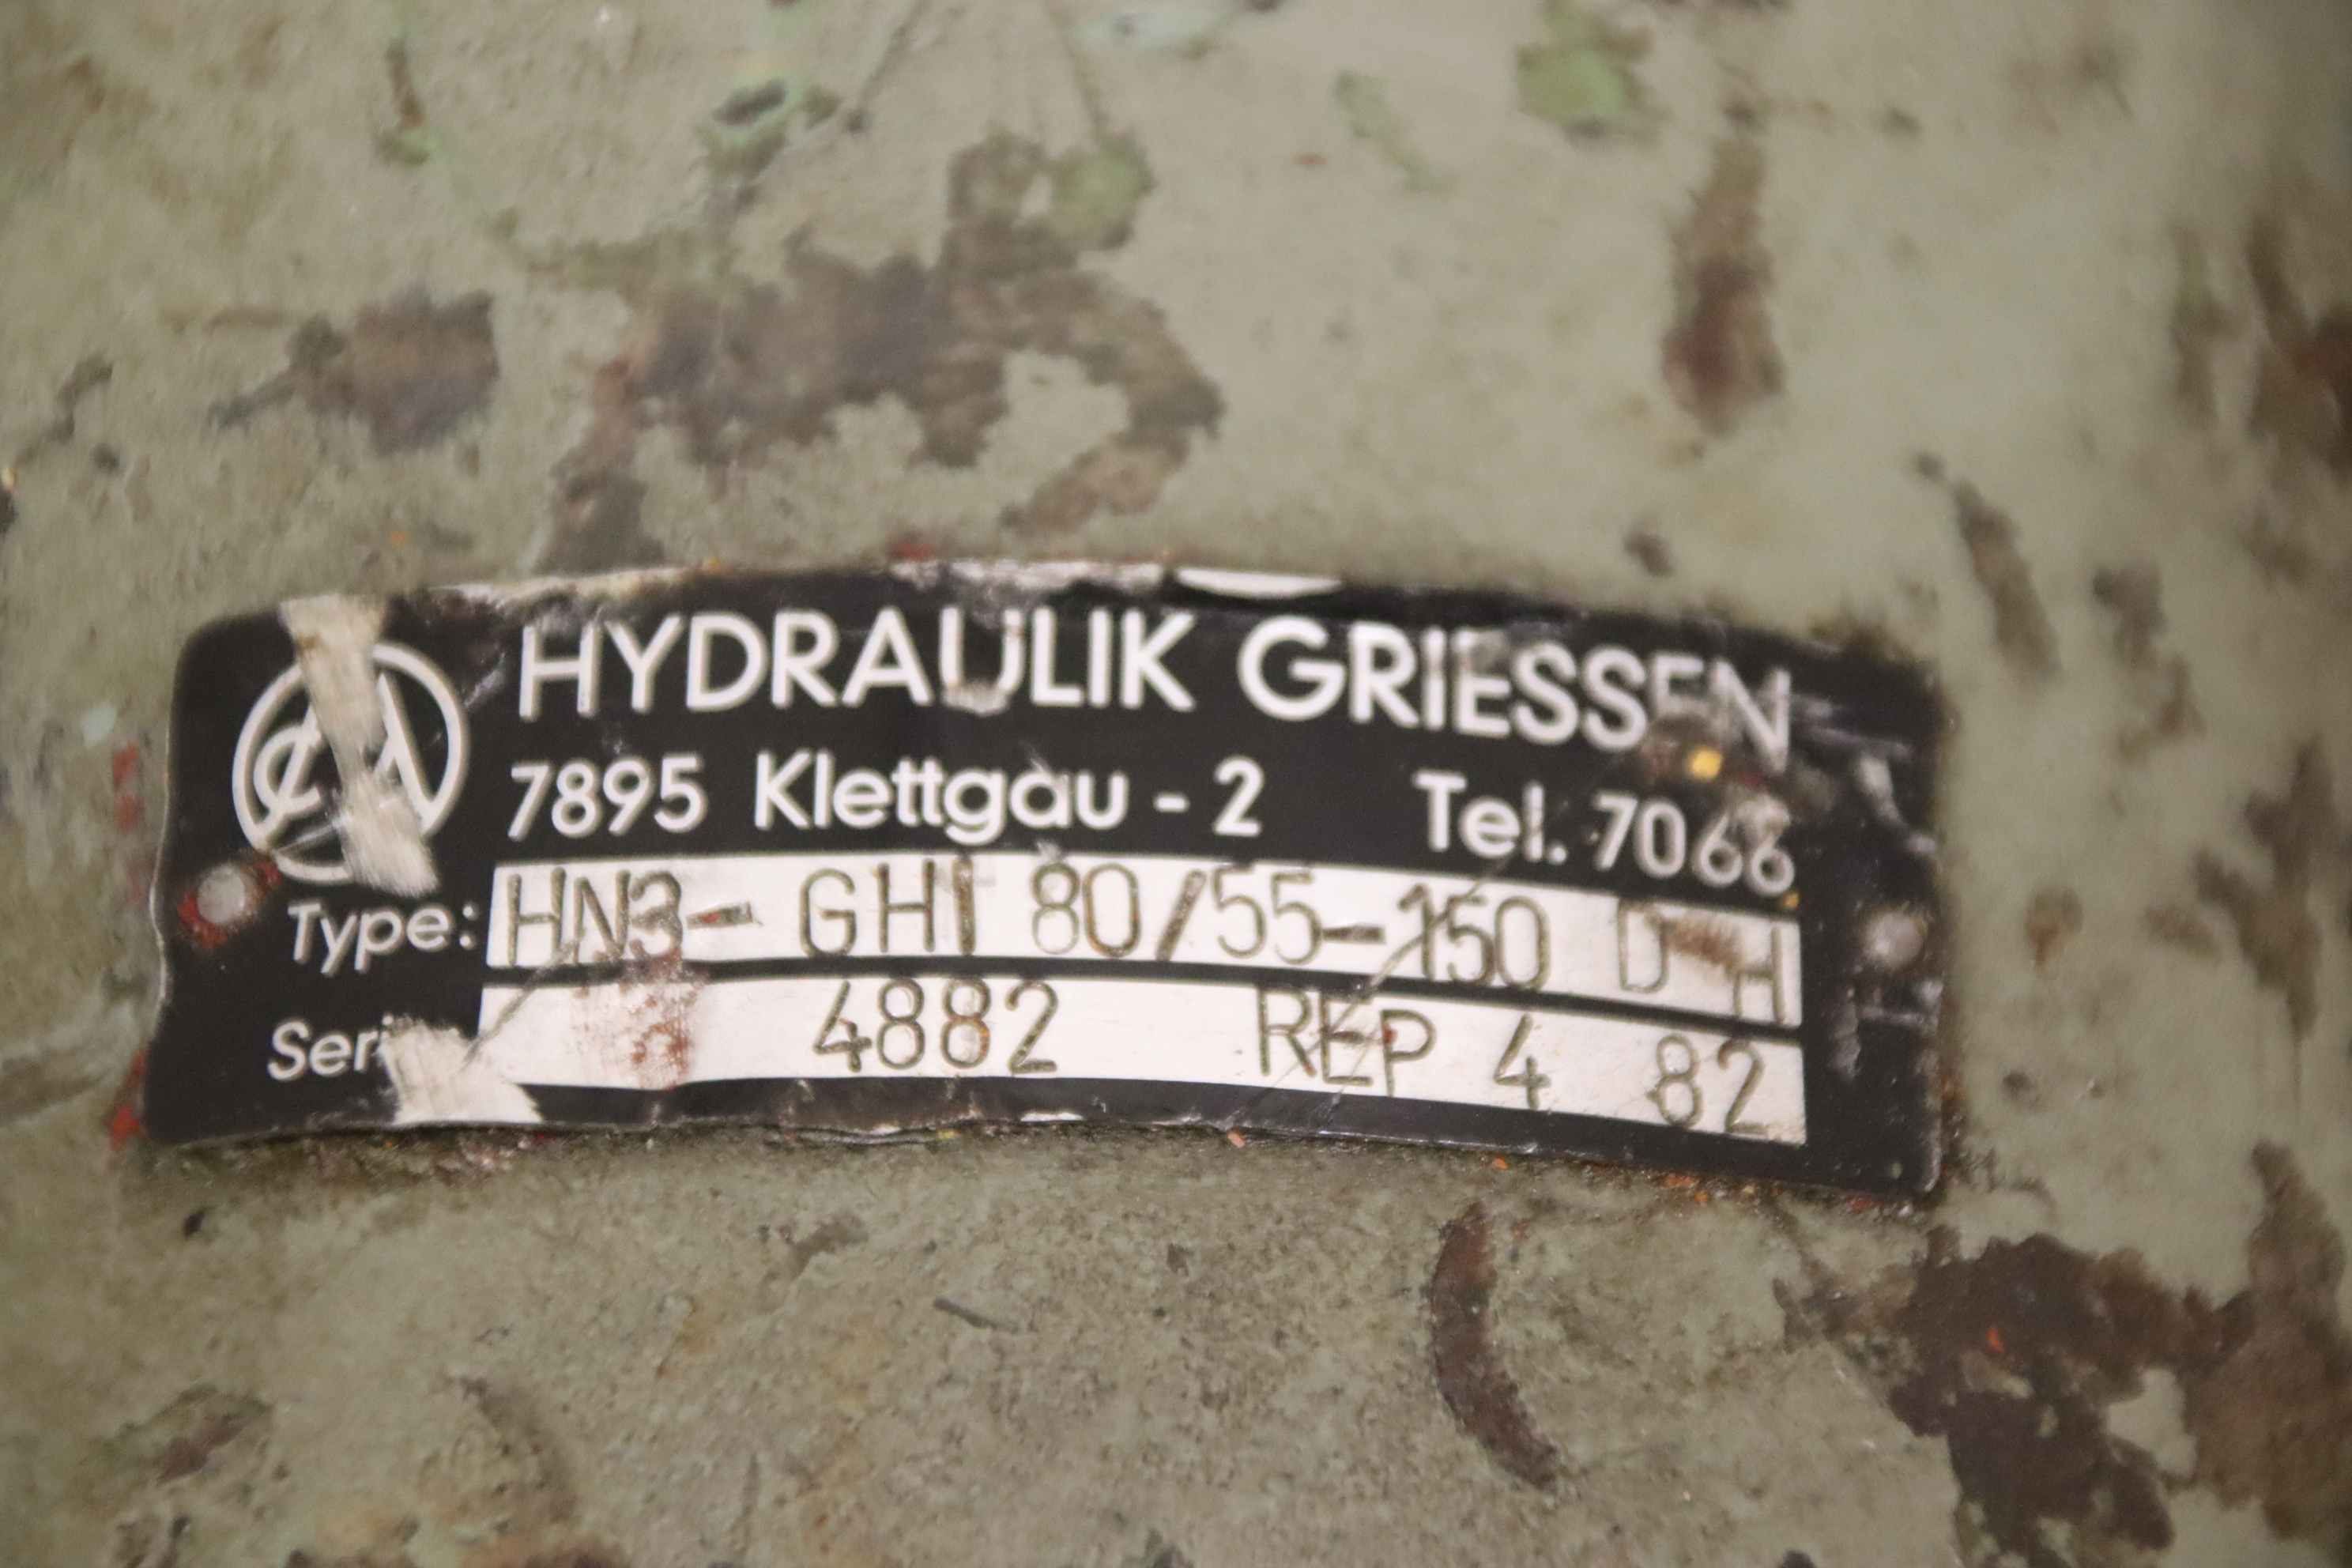 HYDRAULIK GRIESSEN
7895 Klettgau - 2 Tel. 7066
Type: HN3- GHI 80/55-150 D H
4882 REP 4 82